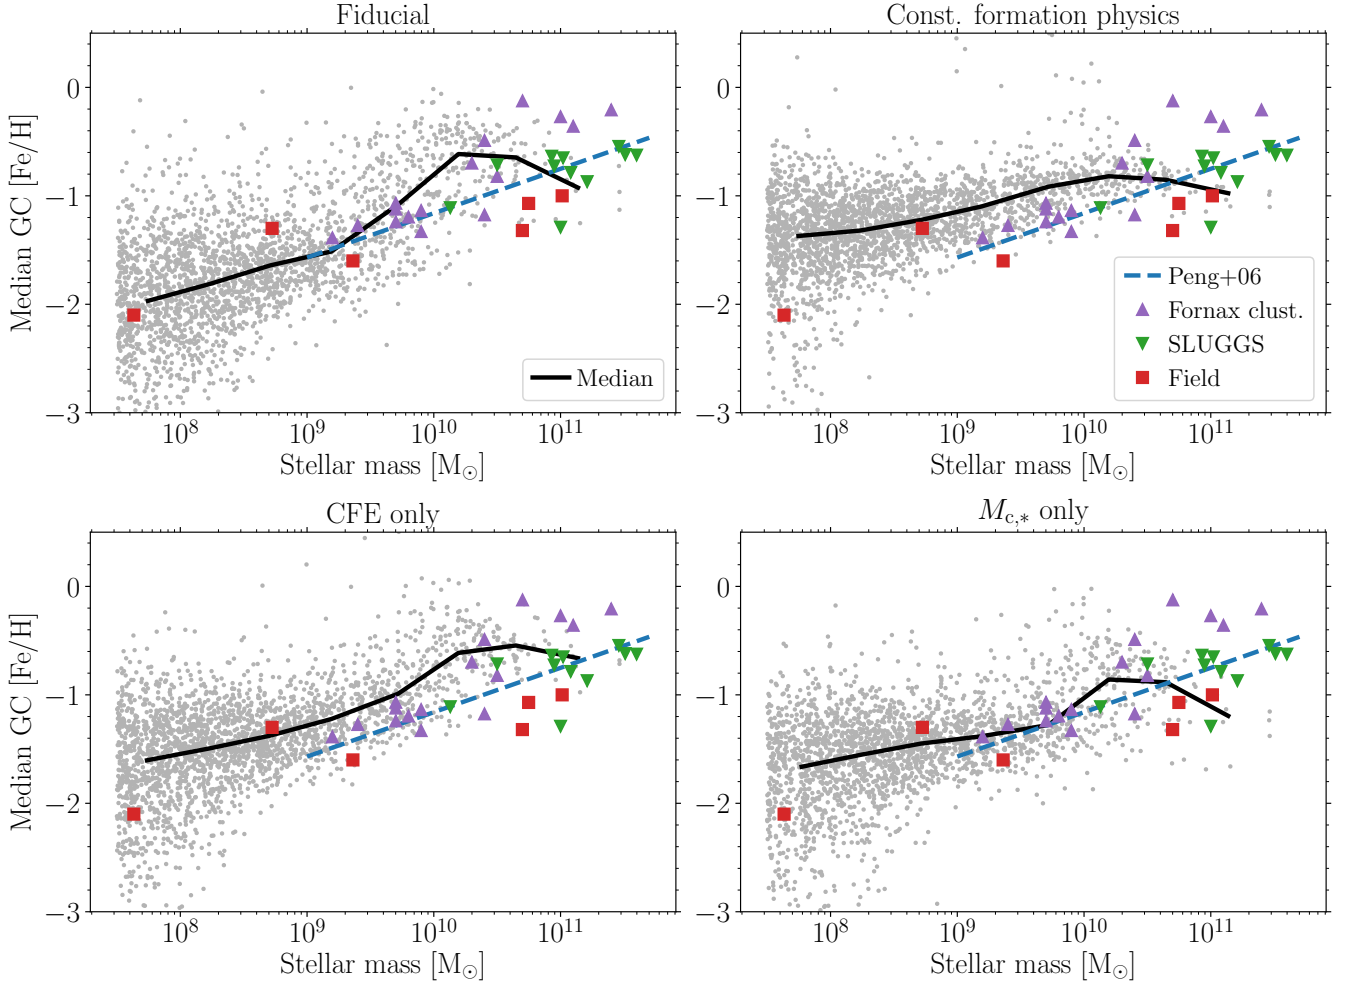 Fiducial
Const. formation physics
Median GC [Fe/H]
0
−1
−2
−3
10^8
10^9
10^10
10^11
Stellar mass [M⊙]
Median
0
−1
−2
−3
10^8
10^9
10^10
10^11
Stellar mass [M⊙]
Peng+06
Fornax clust.
SLUGGS
Field
CFE only
M_c,* only
Median GC [Fe/H]
0
−1
−2
−3
10^8
10^9
10^10
10^11
Stellar mass [M⊙]
0
−1
−2
−3
10^8
10^9
10^10
10^11
Stellar mass [M⊙]